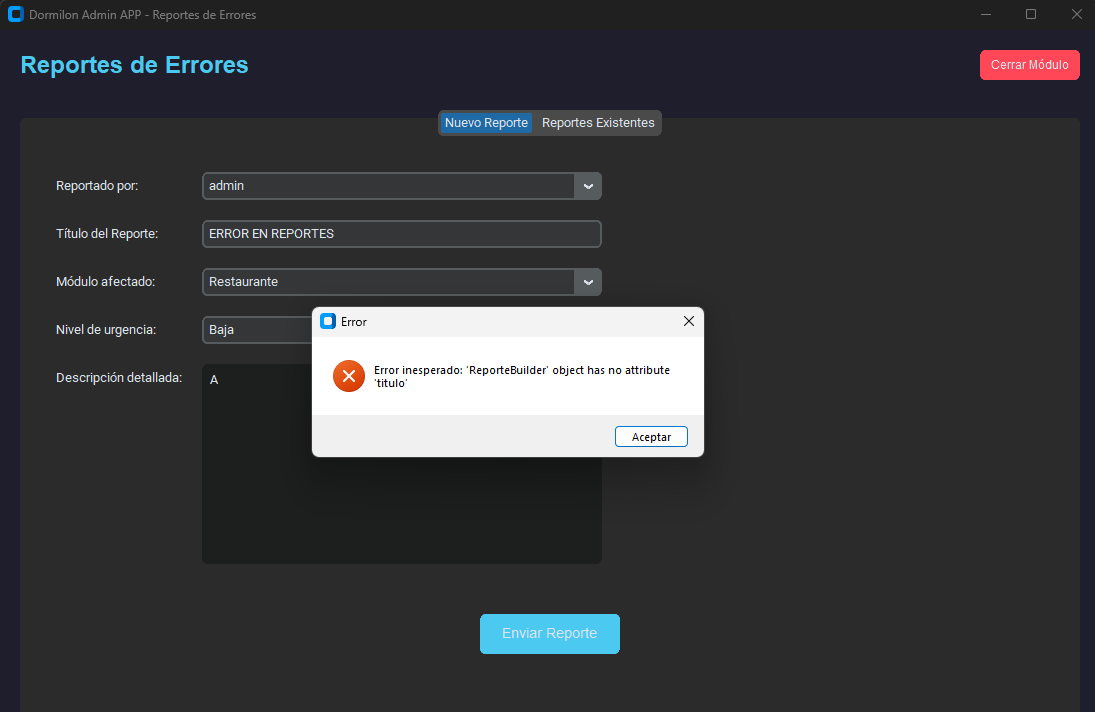 Dormilon Admin APP - Reportes de Errores
Reportes de Errores
Cerrar Módulo
Nuevo Reporte
Reportes Existentes
Reportado por:
admin
Título del Reporte:
ERROR EN REPORTES
Módulo afectado:
Restaurante
Nivel de urgencia:
Baja
Descripción detallada:
A
Error
Error inesperado: 'ReporteBuilder' object has no attribute
'titulo'
Aceptar
Enviar Reporte